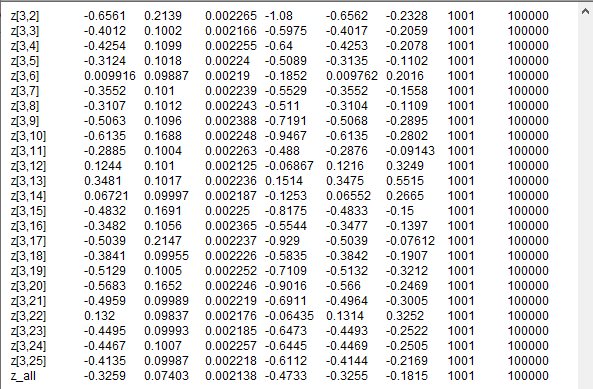 z[3,2] -0.6561 0.2139 0.002265 -1.08 -0.6562 -0.2328 1001 100000
z[3,3] -0.4012 0.1002 0.002166 -0.5975 -0.4017 -0.2059 1001 100000
z[3,4] -0.4254 0.1099 0.002255 -0.64 -0.4253 -0.2078 1001 100000
z[3,5] -0.3124 0.1018 0.00224 -0.5089 -0.3135 -0.1102 1001 100000
z[3,6] 0.009916 0.09887 0.00219 -0.1852 0.009762 0.2016 1001 100000
z[3,7] -0.3552 0.101 0.002239 -0.5529 -0.3552 -0.1558 1001 100000
z[3,8] -0.3107 0.1012 0.002243 -0.511 -0.3104 -0.1109 1001 100000
z[3,9] -0.5063 0.1096 0.002388 -0.7191 -0.5068 -0.2895 1001 100000
z[3,10] -0.6135 0.1688 0.002248 -0.9467 -0.6135 -0.2802 1001 100000
z[3,11] -0.2885 0.1004 0.002263 -0.488 -0.2876 -0.09143 1001 100000
z[3,12] 0.1244 0.101 0.002125 -0.06867 0.1216 0.3249 1001 100000
z[3,13] 0.3481 0.1017 0.002236 0.1514 0.3475 0.5515 1001 100000
z[3,14] 0.06721 0.09997 0.002187 -0.1253 0.06552 0.2665 1001 100000
z[3,15] -0.4832 0.1691 0.00225 -0.8175 -0.4833 -0.15 1001 100000
z[3,16] -0.3482 0.1056 0.002365 -0.5544 -0.3477 -0.1397 1001 100000
z[3,17] -0.5039 0.2147 0.002237 -0.929 -0.5039 -0.07612 1001 100000
z[3,18] -0.3841 0.09955 0.002226 -0.5835 -0.3842 -0.1907 1001 100000
z[3,19] -0.5129 0.1005 0.002252 -0.7109 -0.5132 -0.3212 1001 100000
z[3,20] -0.5683 0.1652 0.002246 -0.9016 -0.566 -0.2469 1001 100000
z[3,21] -0.4959 0.09989 0.002219 -0.6911 -0.4964 -0.3005 1001 100000
z[3,22] 0.132 0.09837 0.002176 -0.06435 0.1314 0.3252 1001 100000
z[3,23] -0.4495 0.09993 0.002185 -0.6473 -0.4493 -0.2522 1001 100000
z[3,24] -0.4467 0.1007 0.002257 -0.6445 -0.4469 -0.2505 1001 100000
z[3,25] -0.4135 0.09987 0.002218 -0.6112 -0.4144 -0.2169 1001 100000
z_all -0.3259 0.07403 0.002138 -0.4733 -0.3255 -0.1815 1001 100000